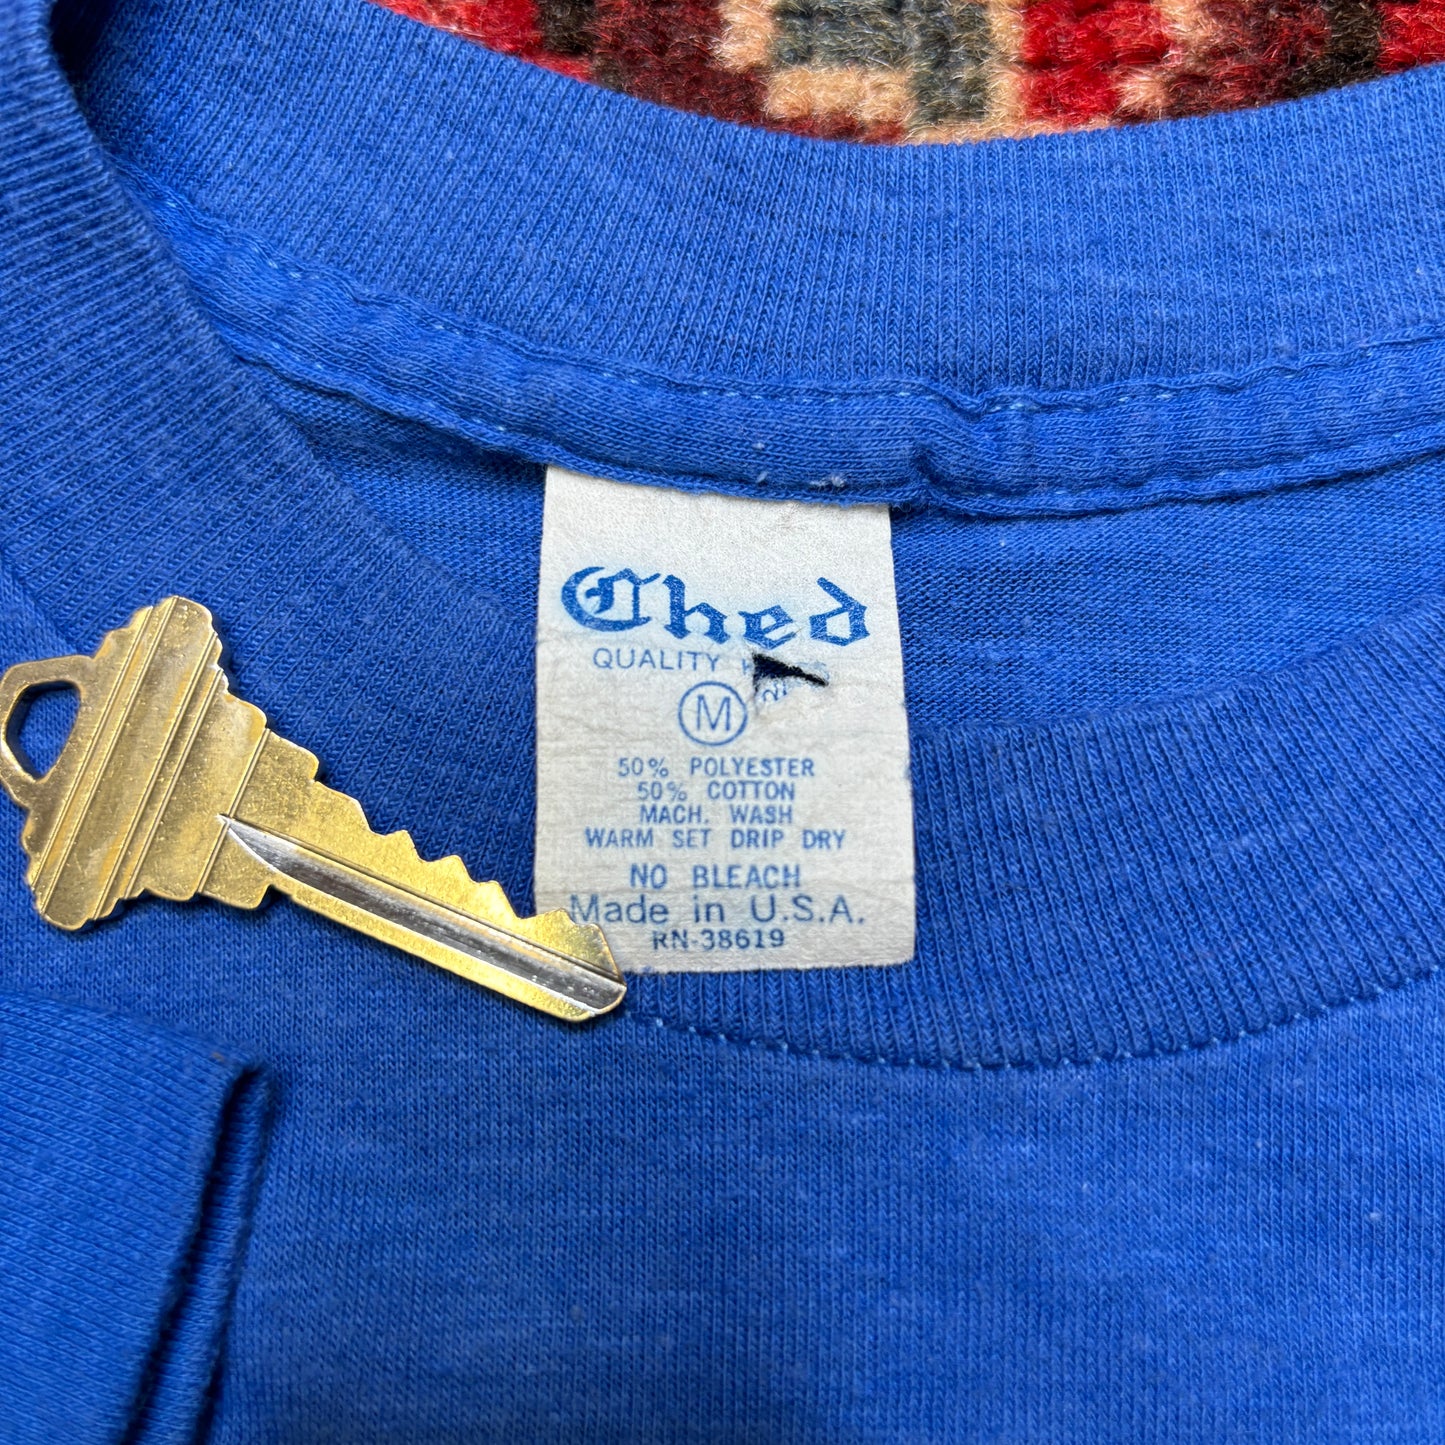 Ched
QUALITY
M
50% POLYESTER
50% COTTON
MACH. WASH
WARM SET DRIP DRY
NO BLEACH
Made in U.S.A.
RN-38619